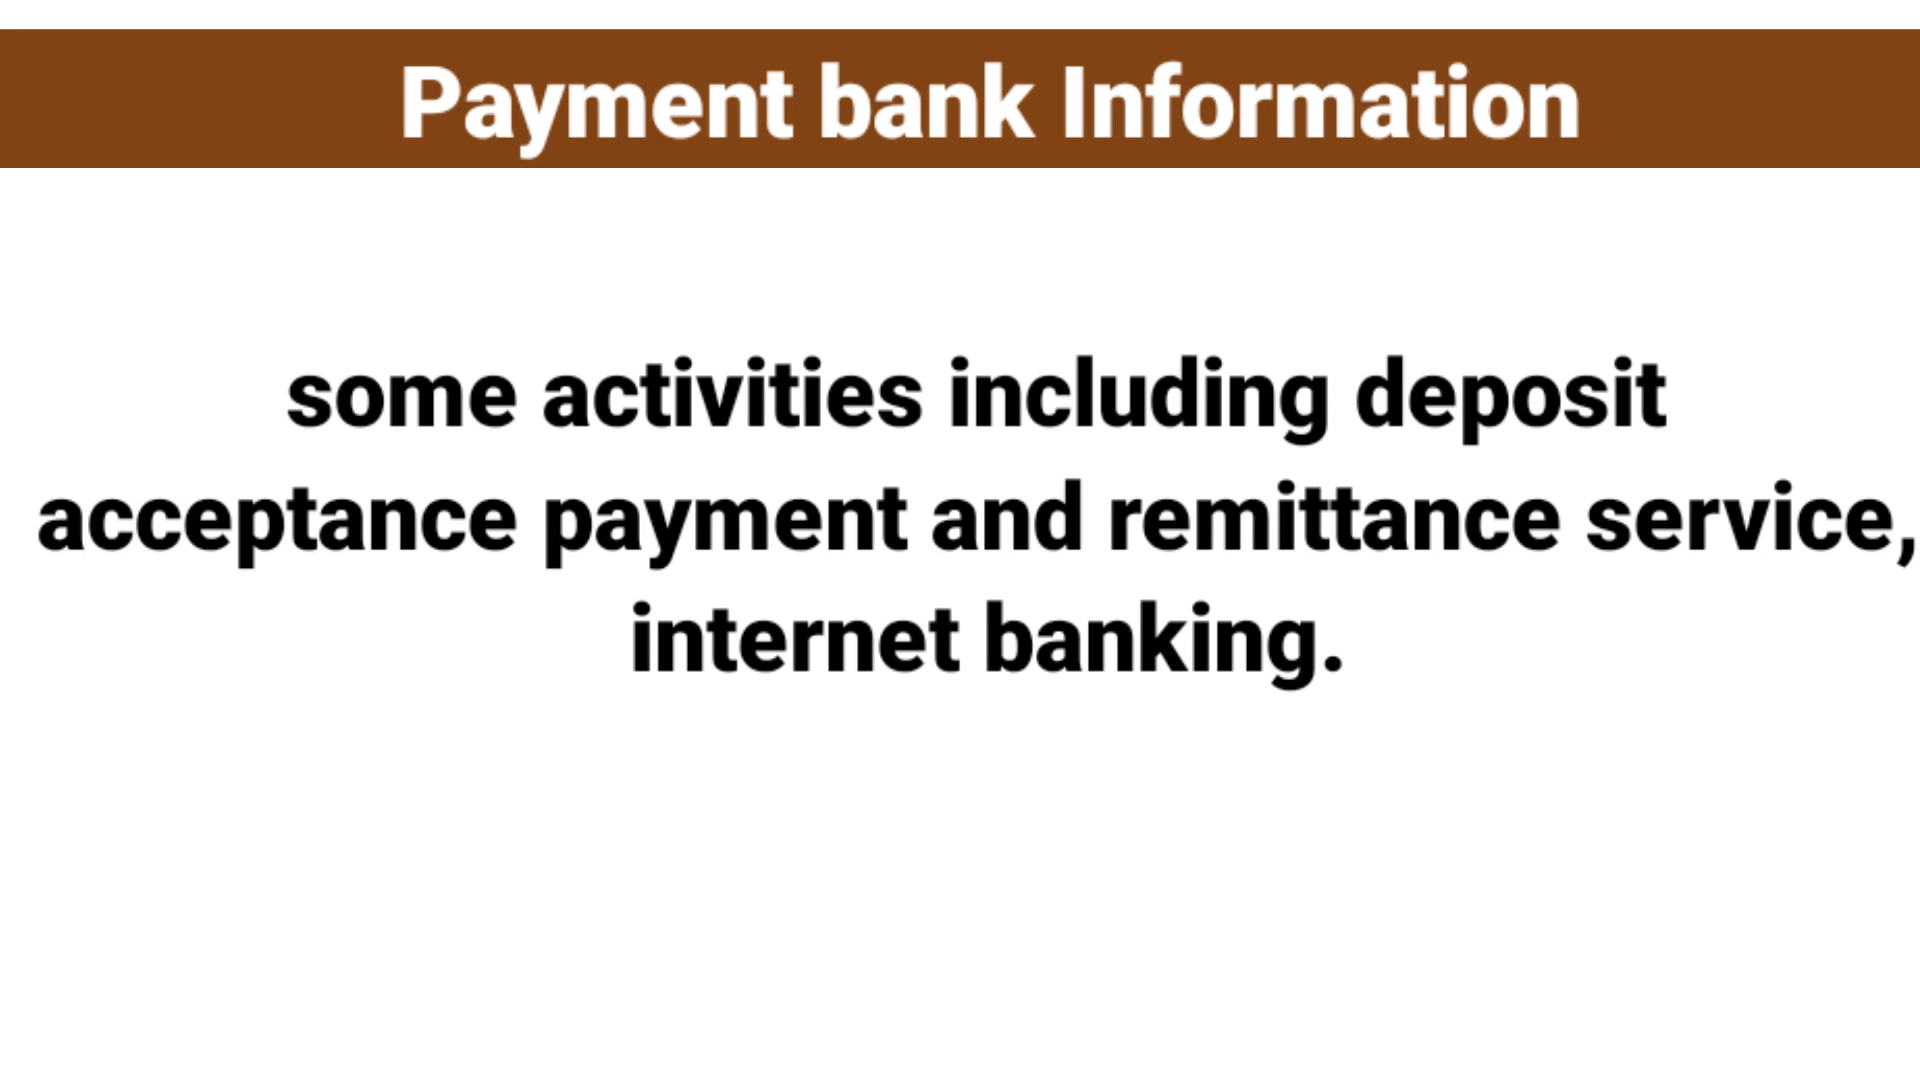 Payment bank Information
some activities including deposit
acceptance payment and remittance service,
internet banking.